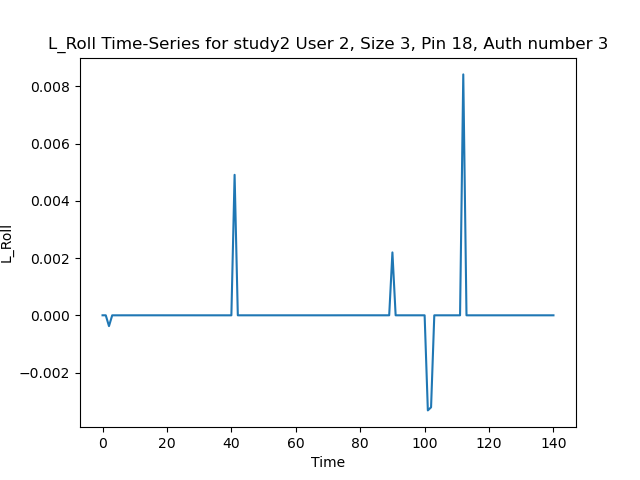 L_Roll Time-Series for study2 User 2, Size 3, Pin 18, Auth number 3
0.008
0.006
0.004
0.002
0.000
−0.002
L_Roll
0 20 40 60 80 100 120 140
Time